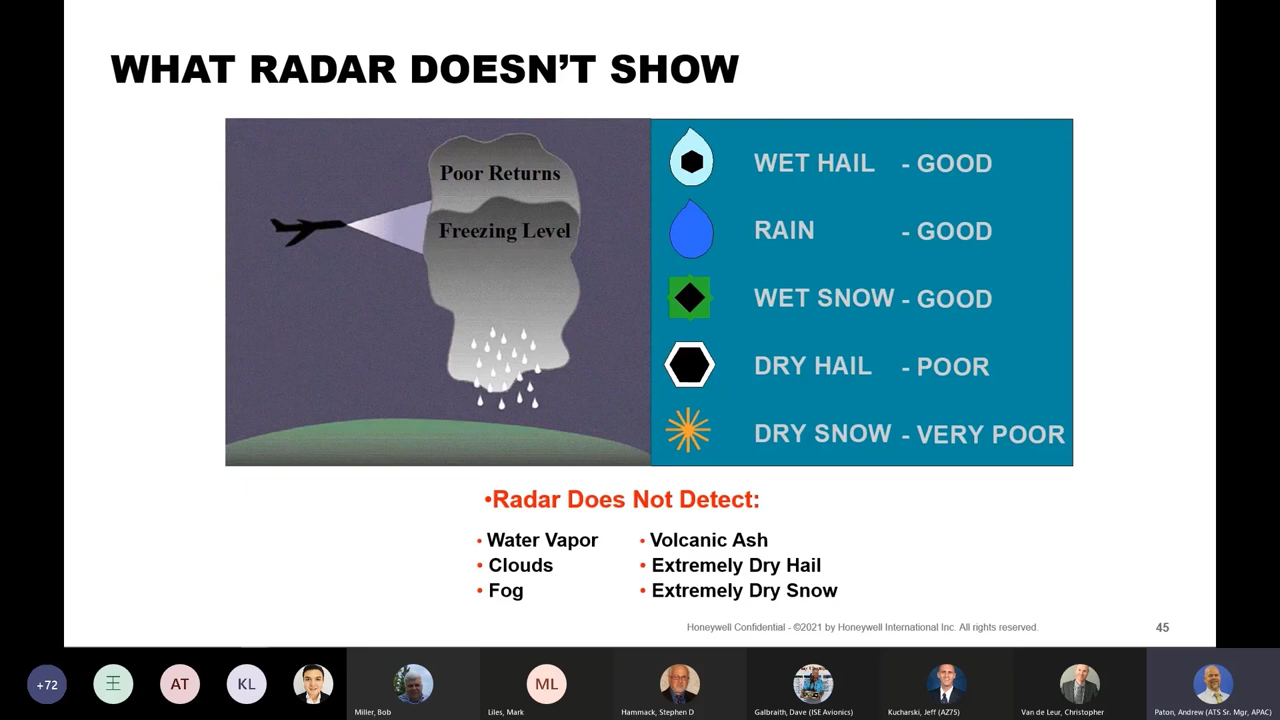 WHAT RADAR DOESN'T SHOW
Poor Returns
Freezing Level
WET HAIL - GOOD
RAIN - GOOD
WET SNOW - GOOD
DRY HAIL - POOR
DRY SNOW - VERY POOR
•Radar Does Not Detect:
• Water Vapor
• Clouds
• Fog
• Volcanic Ash
• Extremely Dry Hail
• Extremely Dry Snow
Honeywell Confidential - ©2021 by Honeywell International Inc. All rights reserved.
45
+72
王
AT
KL
Miller, Bob
ML
Liles, Mark
Hammack, Stephen D
Galbraith, Dave (ISE Avionics)
Kucharski, Jeff (AZ75)
Van de Leur, Christopher
Paton, Andrew (ATS Sr. Mgr, APAC)